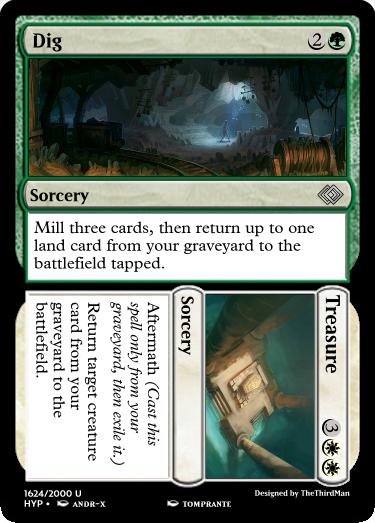 Dig 2
Sorcery
Mill three cards, then return up to one
land card from your graveyard to the
battlefield tapped.
Treasure 3
Sorcery
Aftermath (Cast this
spell only from your
graveyard, then exile it.)
Return target creature
card from your
graveyard to the
battlefield.
1624/2000 U
HYP • ANDR-X
TOMPRANTE
Designed by TheThirdMan